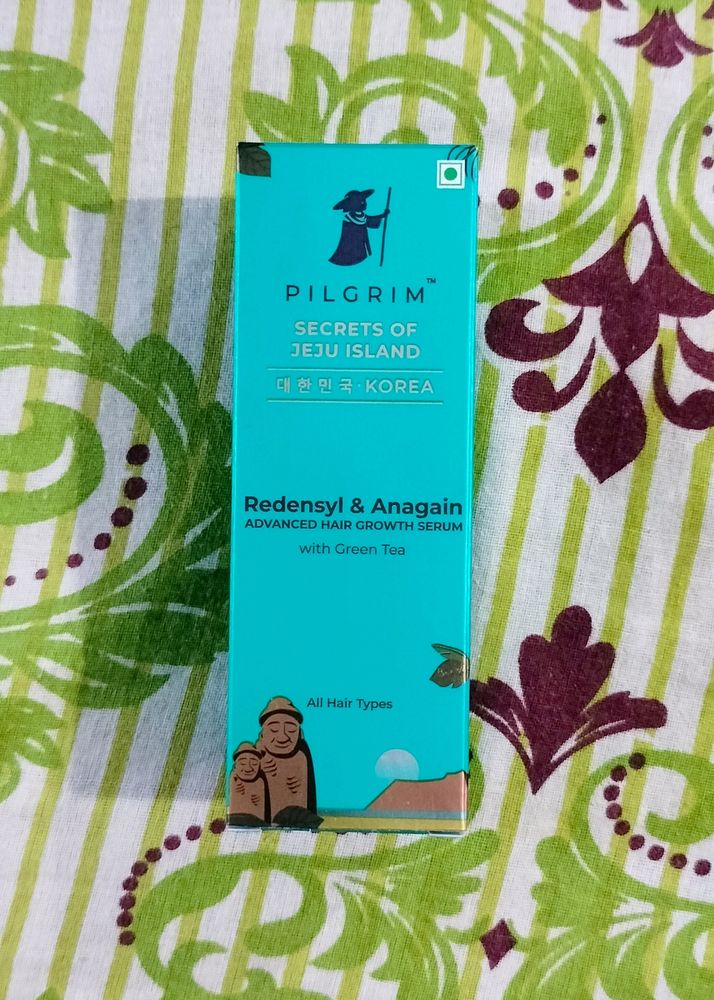 PILGRIM™
SECRETS OF
JEJU ISLAND
대한민국·KOREA
Redensyl & Anagain
ADVANCED HAIR GROWTH SERUM
with Green Tea
All Hair Types